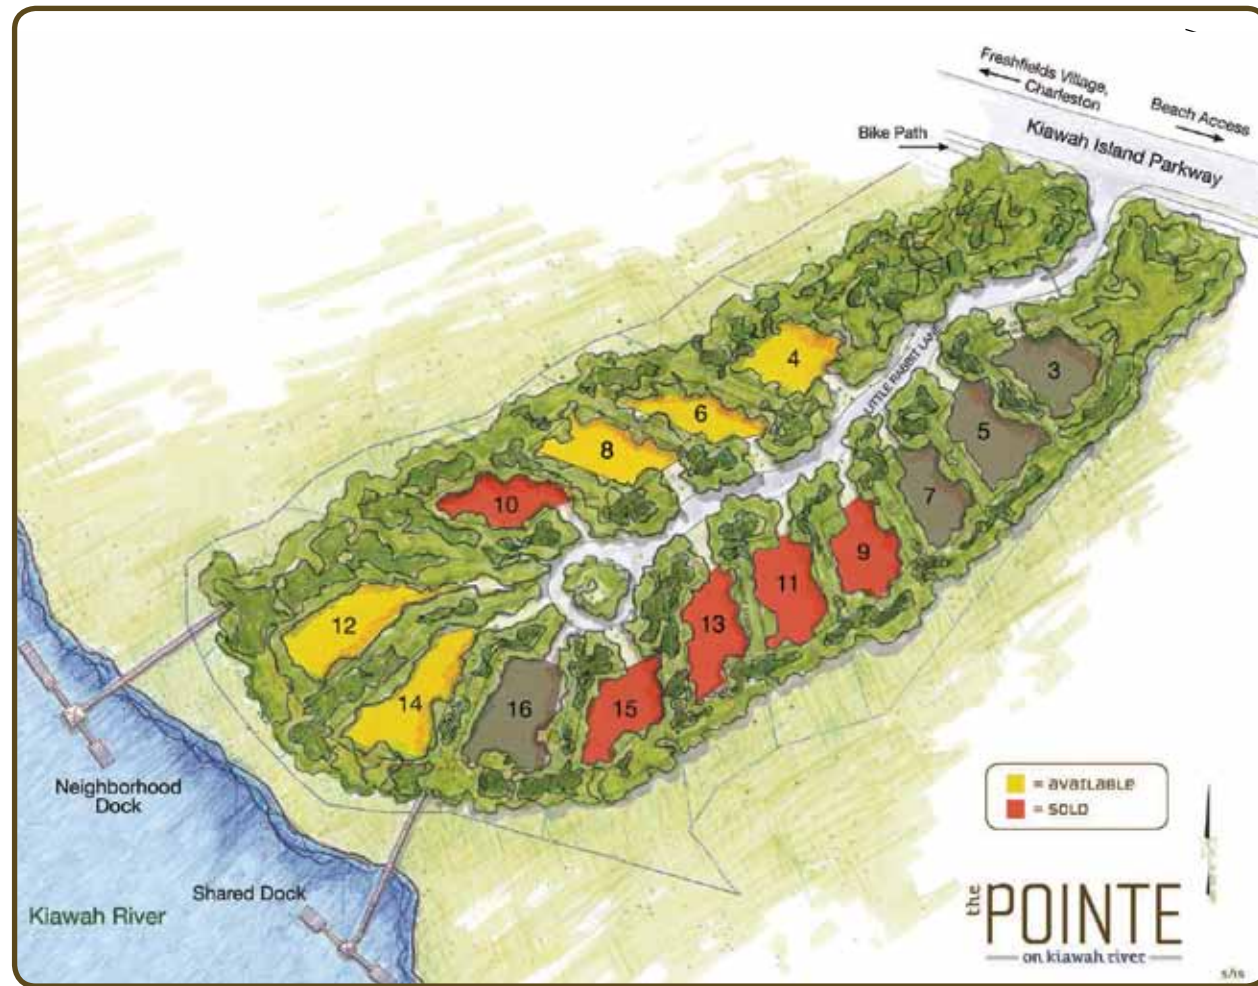 Freshfields Village,
Charleston
Beach Access
Bike Path
Kiawah Island Parkway
LITTLE RABBIT LANE
4
3
6
5
8
7
10
9
11
13
12
14
16
15
Neighborhood
Dock
Shared Dock
Kiawah River
= AVAILABLE
= SOLD
the
POINTE
on kiawah river
5/15